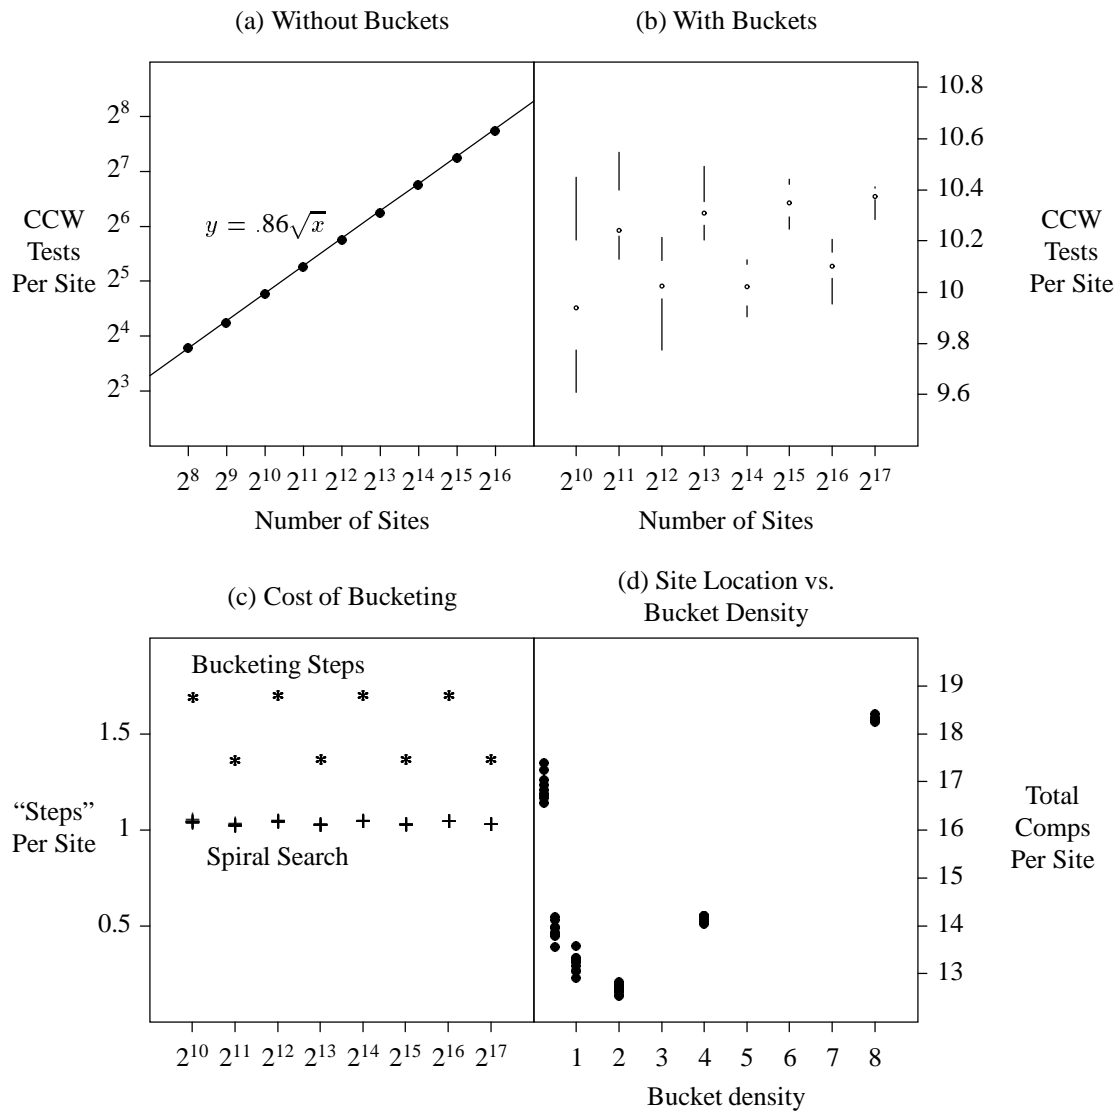 (a) Without Buckets
(b) With Buckets
2^8
2^7
2^6
2^5
2^4
2^3
CCW
Tests
Per Site
y = .86√x
2^8 2^9 2^10 2^11 2^12 2^13 2^14 2^15 2^16
Number of Sites
10.8
10.6
10.4
10.2
10
9.8
9.6
CCW
Tests
Per Site
2^10 2^11 2^12 2^13 2^14 2^15 2^16 2^17
Number of Sites
(c) Cost of Bucketing
(d) Site Location vs.
Bucket Density
Bucketing Steps
1.5
1
0.5
“Steps”
Per Site
Spiral Search
2^10 2^11 2^12 2^13 2^14 2^15 2^16 2^17
19
18
17
16
15
14
13
Total
Comps
Per Site
1 2 3 4 5 6 7 8
Bucket density